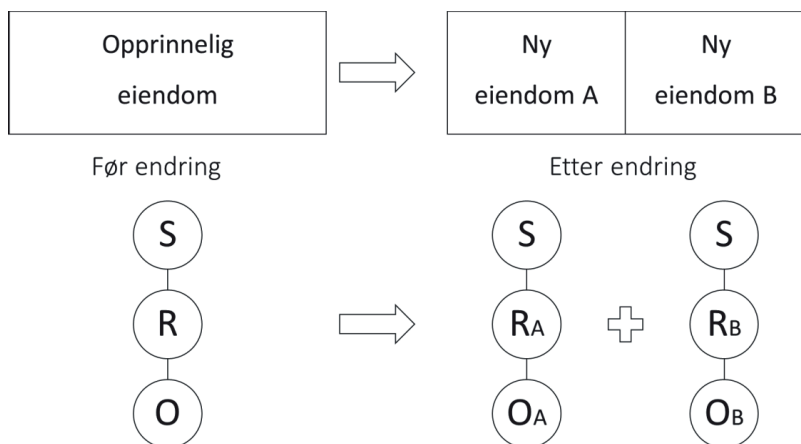 Opprinnelig
eiendom
Ny
eiendom A
Ny
eiendom B
Før endring
Etter endring
S
S
S
R
RA
RB
O
OA
OB